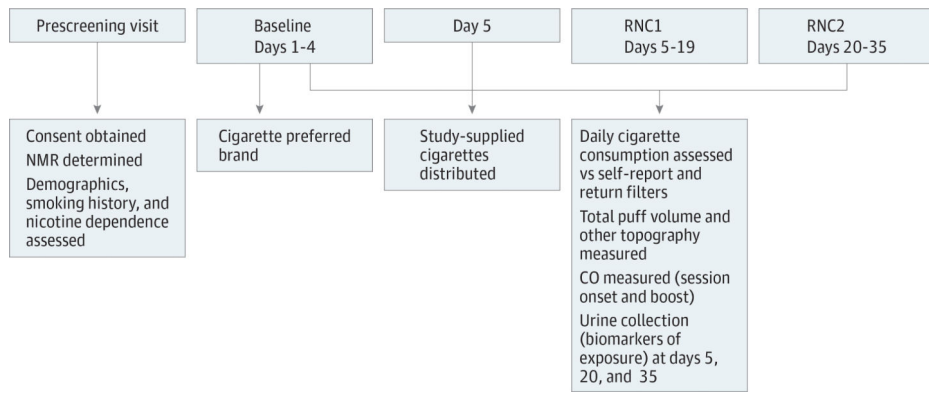 Prescreening visit
Baseline
Days 1-4
Day 5
RNC1
Days 5-19
RNC2
Days 20-35
Consent obtained
NMR determined
Demographics,
smoking history, and
nicotine dependence
assessed
Cigarette preferred
brand
Study-supplied
cigarettes
distributed
Daily cigarette
consumption assessed
vs self-report and
return filters
Total puff volume and
other topography
measured
CO measured (session
onset and boost)
Urine collection
(biomarkers of
exposure) at days 5,
20, and 35